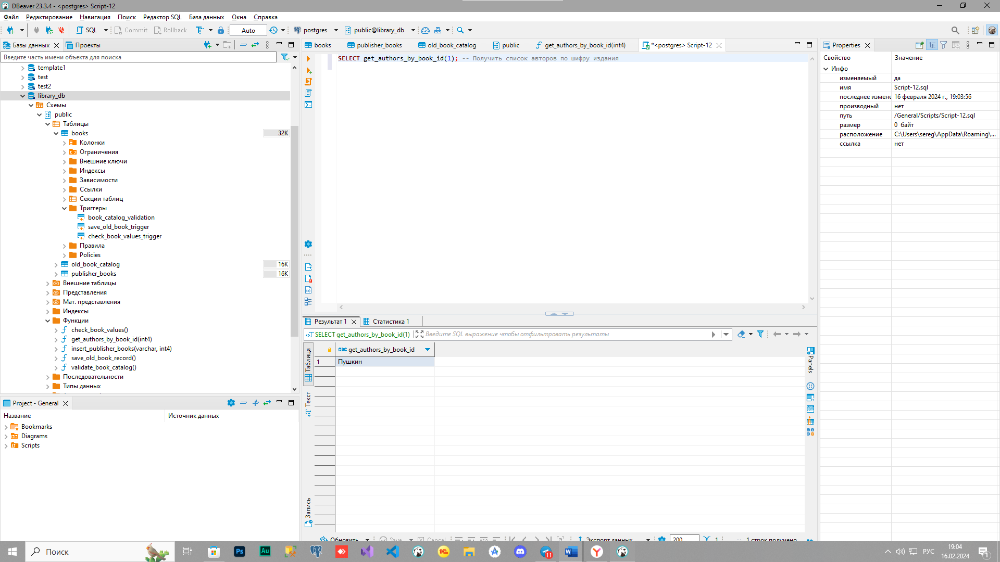 DBeaver 23.3.4 - <postgres> Script-12
Файл Редактирование Навигация Поиск Редактор SQL База данных Окна Справка
SQL Commit Rollback Auto postgres public@library_db
Базы данных Проекты
Введите часть имени объекта для поиска
template1
test
test2
library_db
Схемы
public
Таблицы
books 32K
Колонки
Ограничения
Внешние ключи
Индексы
Зависимости
Ссылки
Секции таблиц
Триггеры
book_catalog_validation
save_old_book_trigger
check_book_values_trigger
Правила
Policies
old_book_catalog 16K
publisher_books 16K
Внешние таблицы
Представления
Мат. представления
Индексы
Функции
check_book_values()
get_authors_by_book_id(int4)
insert_publisher_books(varchar, int4)
save_old_book_record()
validate_book_catalog()
Последовательности
Типы данных
Project - General
Название Источник данных
Bookmarks
Diagrams
Scripts
books publisher_books old_book_catalog public get_authors_by_book_id(int4) *<postgres> Script-12
SELECT get_authors_by_book_id(1); -- Получить список авторов по шифру издания
Результат 1 Статистика 1
SELECT get_authors_by_book_id(1) Введите SQL выражение чтобы отфильтровать результаты
Таблица
Текст
Запись
ABC get_authors_by_book_id
1 Пушкин
Panels
Обновить Save Cancel Экспорт данных 200 1 1 строк получено
Properties
Свойство Значение
Инфо
изменяемый да
имя Script-12.sql
последнее измене 16 февраля 2024 г., 19:03:56
производный нет
путь /General/Scripts/Script-12.sql
размер 0 байт
расположение C:\Users\sereg\AppData\Roaming\...
ссылка нет
Поиск
Ps
Au
1С
11
РУС
19:04
16.02.2024
1